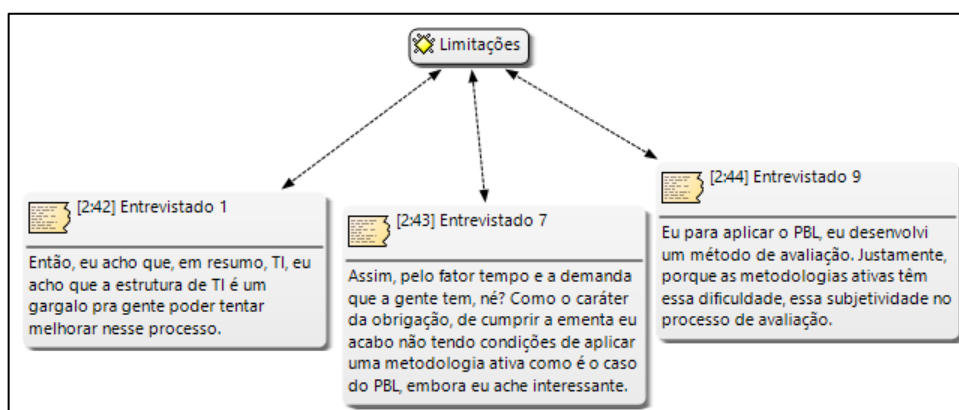 Limitações
[2:42] Entrevistado 1
Então, eu acho que, em resumo, TI, eu
acho que a estrutura de TI é um
gargalo pra gente poder tentar
melhorar nesse processo.
[2:43] Entrevistado 7
Assim, pelo fator tempo e a demanda
que a gente tem, né? Como o caráter
da obrigação, de cumprir a ementa eu
acabo não tendo condições de aplicar
uma metodologia ativa como é o caso
do PBL, embora eu ache interessante.
[2:44] Entrevistado 9
Eu para aplicar o PBL, eu desenvolvi
um método de avaliação. Justamente,
porque as metodologias ativas têm
essa dificuldade, essa subjetividade no
processo de avaliação.